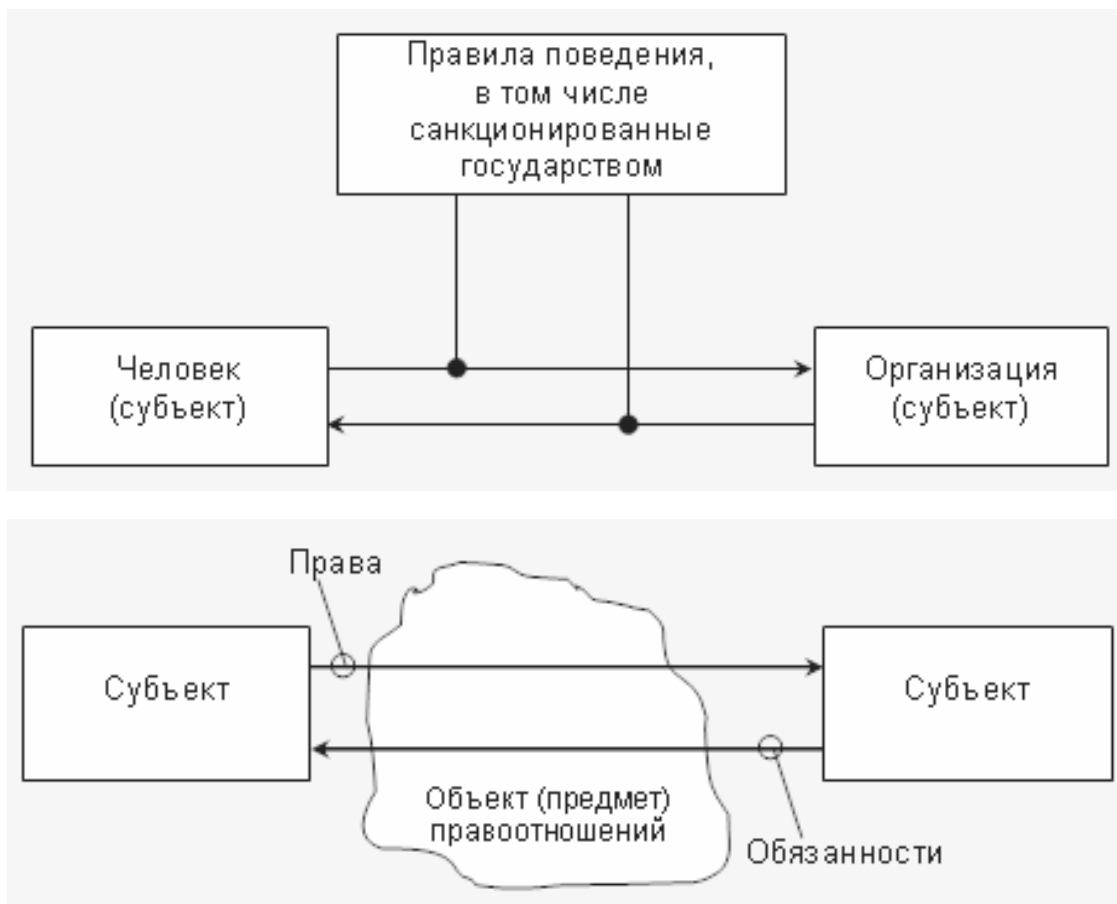 Правила поведения,
в том числе
санкционированные
государством
Человек
(субъект)
Организация
(субъект)
Права
Субъект
Субъект
Объект (предмет)
правоотношений
Обязанности